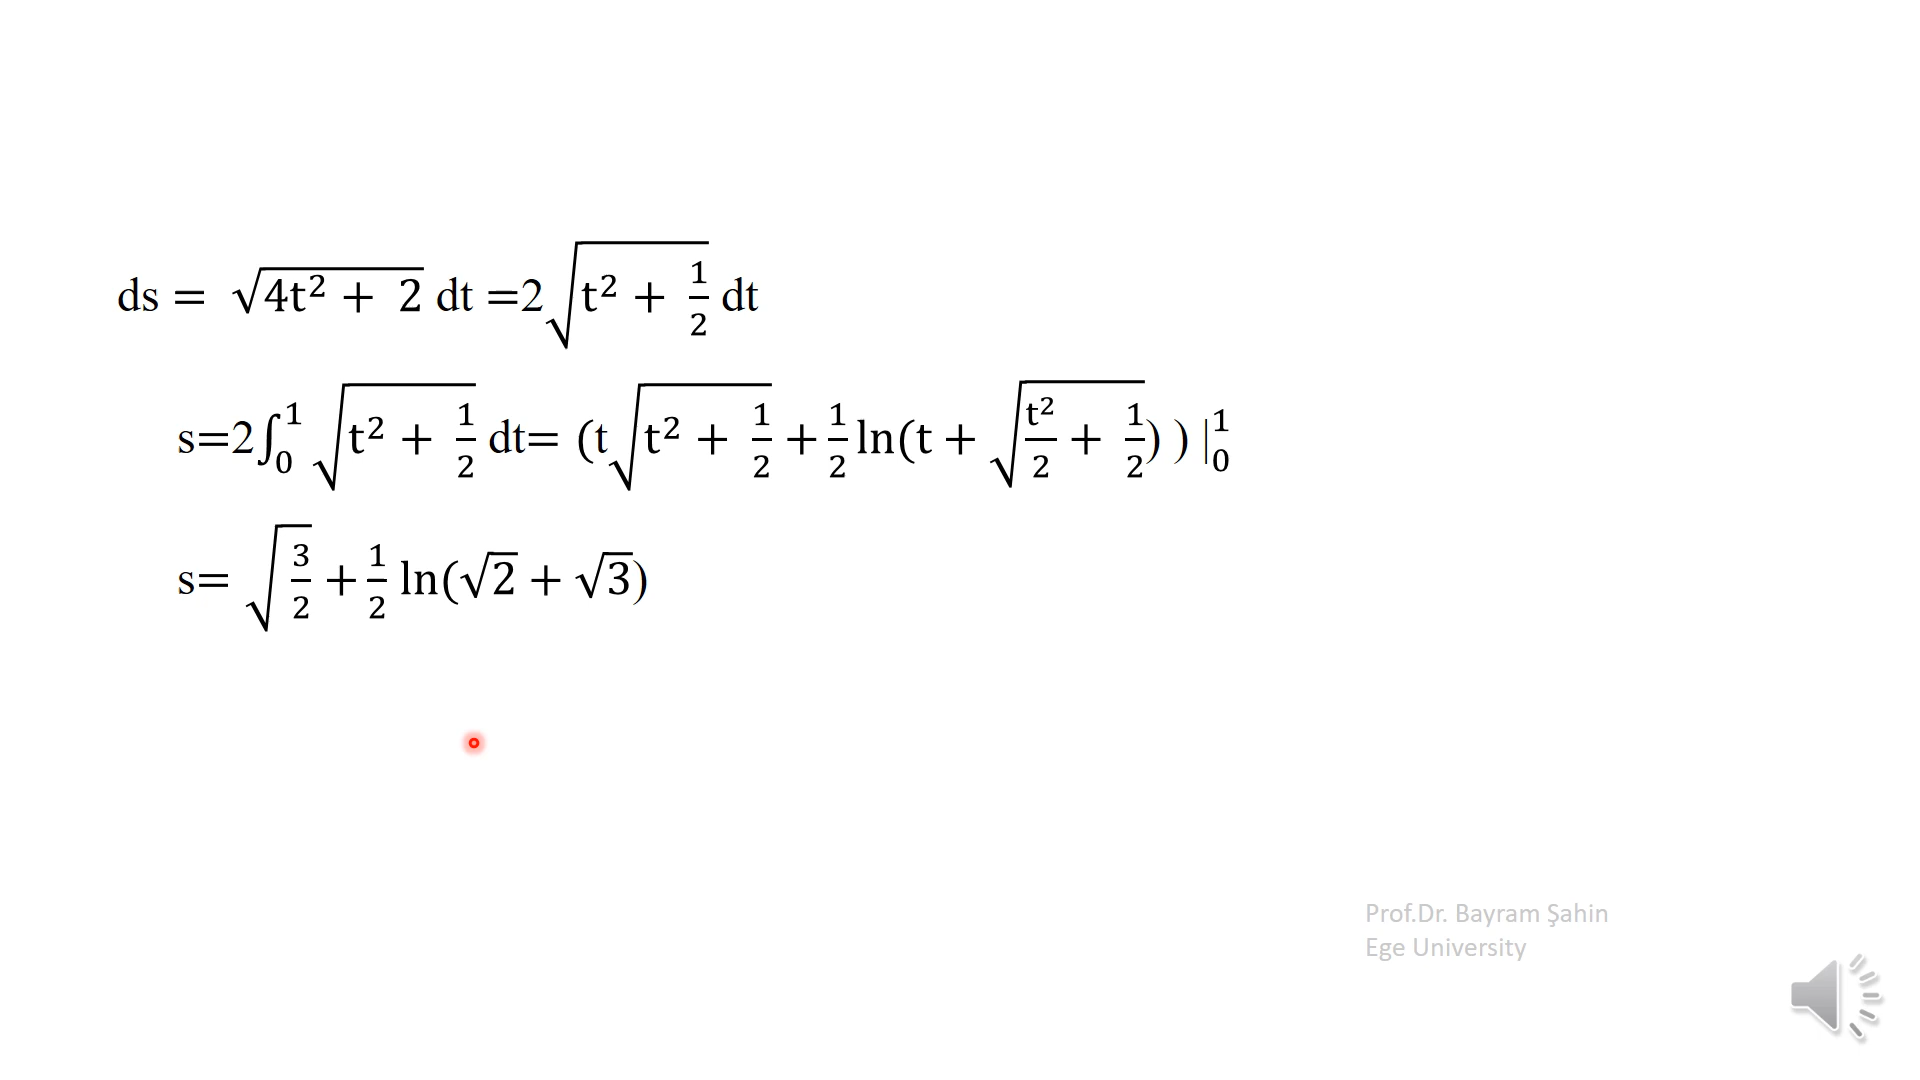 ds = √(4t² + 2) dt =2√(t² + 1/2) dt
s=2∫₀¹ √(t² + 1/2) dt= (t√(t² + 1/2) + 1/2 ln(t + √(t²/2 + 1/2) ) ) |₀¹
s= √(3/2) + 1/2 ln(√2 + √3)
Prof.Dr. Bayram Şahin
Ege University